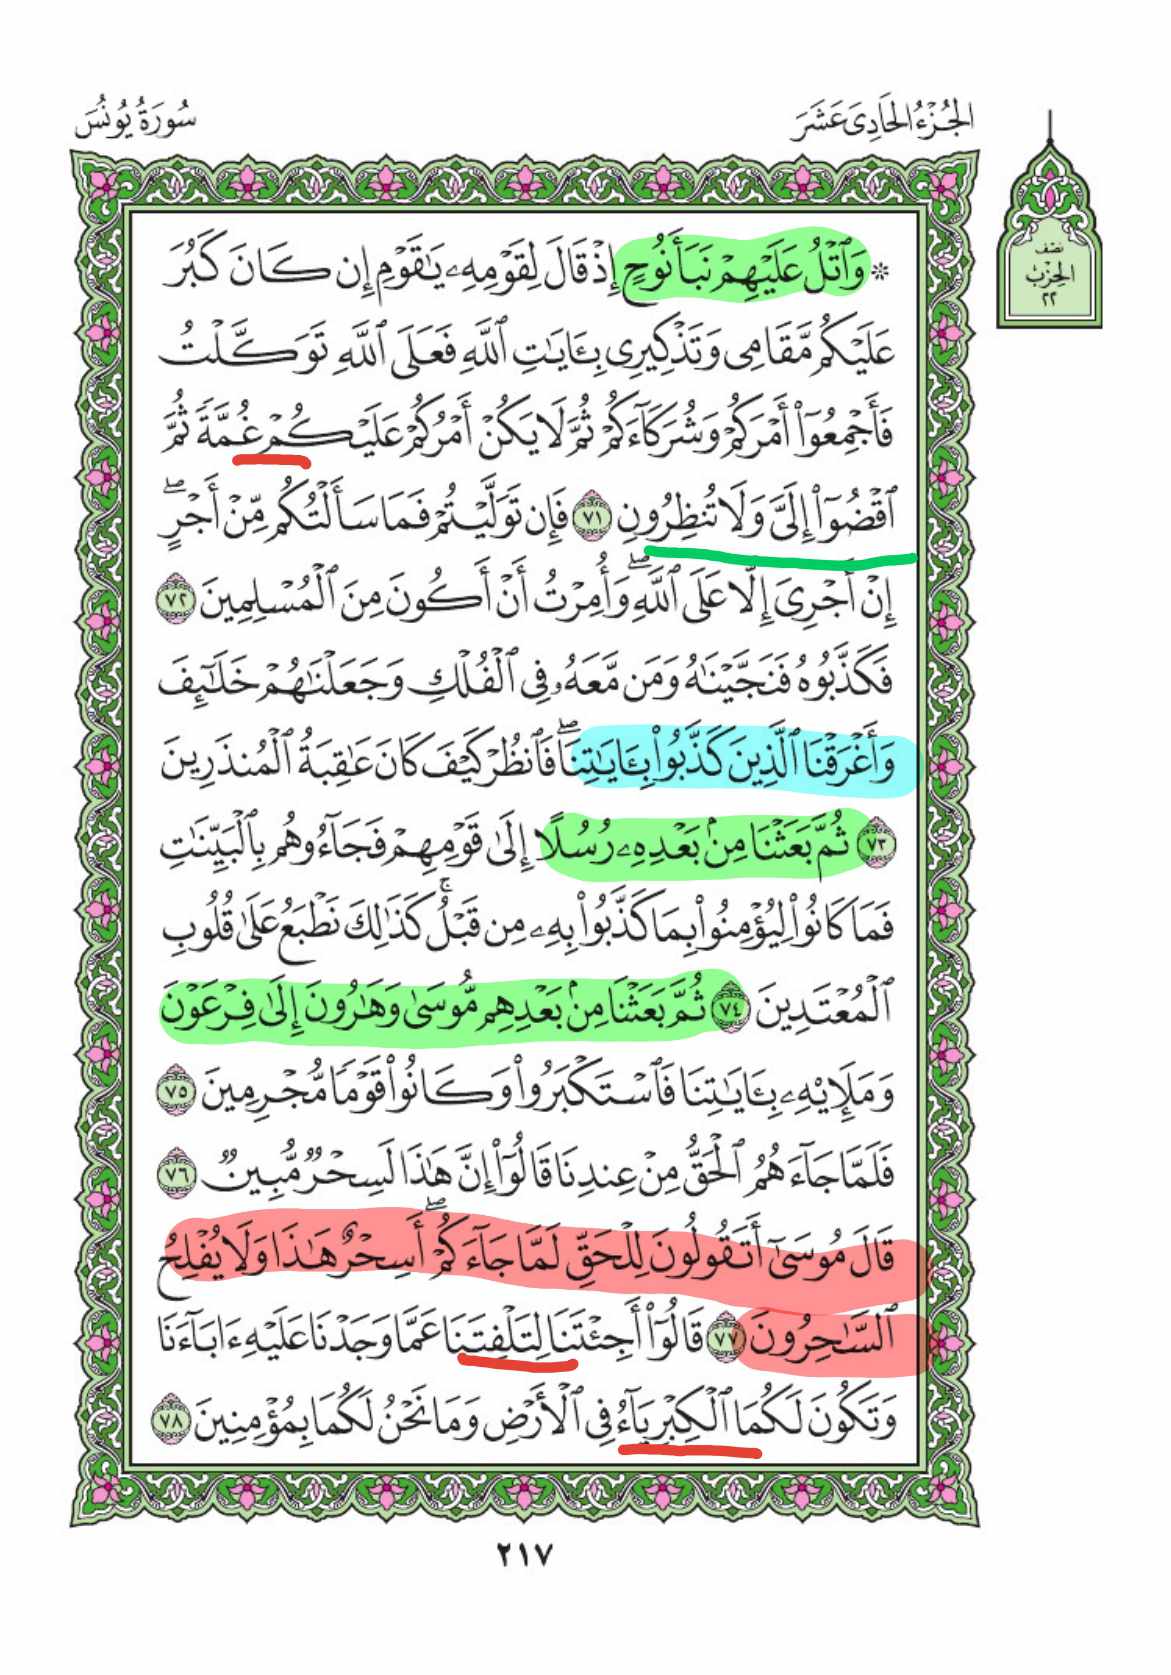 الجُزْءُ الحَادِىَ عَشَرَ
سُورَةُ يُونُسَ
نصف
الحِزْبُ
٢٢
۞ وَٱتْلُ عَلَيْهِمْ نَبَأَ نُوحٍ إِذْ قَالَ لِقَوْمِهِۦ يَٰقَوْمِ إِن كَانَ كَبُرَ
عَلَيْكُم مَّقَامِى وَتَذْكِيرِى بِـَٔايَٰتِ ٱللَّهِ فَعَلَى ٱللَّهِ تَوَكَّلْتُ
فَأَجْمِعُوٓا۟ أَمْرَكُمْ وَشُرَكَآءَكُمْ ثُمَّ لَا يَكُنْ أَمْرُكُمْ عَلَيْكُمْ غُمَّةً ثُمَّ
ٱقْضُوٓا۟ إِلَىَّ وَلَا تُنظِرُونِ ٧١ فَإِن تَوَلَّيْتُمْ فَمَا سَأَلْتُكُم مِّنْ أَجْرٍ ۖ
إِنْ أَجْرِىَ إِلَّا عَلَى ٱللَّهِ ۖ وَأُمِرْتُ أَنْ أَكُونَ مِنَ ٱلْمُسْلِمِينَ ٧٢
فَكَذَّبُوهُ فَنَجَّيْنَٰهُ وَمَن مَّعَهُۥ فِى ٱلْفُلْكِ وَجَعَلْنَٰهُمْ خَلَٰٓئِفَ
وَأَغْرَقْنَا ٱلَّذِينَ كَذَّبُوا۟ بِـَٔايَٰتِنَا ۖ فَٱنظُرْ كَيْفَ كَانَ عَٰقِبَةُ ٱلْمُنذَرِينَ
٧٣ ثُمَّ بَعَثْنَا مِنۢ بَعْدِهِۦ رُسُلًا إِلَىٰ قَوْمِهِمْ فَجَآءُوهُم بِٱلْبَيِّنَٰتِ
فَمَا كَانُوا۟ لِيُؤْمِنُوا۟ بِمَا كَذَّبُوا۟ بِهِۦ مِن قَبْلُ ۚ كَذَٰلِكَ نَطْبَعُ عَلَىٰ قُلُوبِ
ٱلْمُعْتَدِينَ ٧٤ ثُمَّ بَعَثْنَا مِنۢ بَعْدِهِم مُّوسَىٰ وَهَٰرُونَ إِلَىٰ فِرْعَوْنَ
وَمَلَإِي۟هِۦ بِـَٔايَٰتِنَا فَٱسْتَكْبَرُوا۟ وَكَانُوا۟ قَوْمًا مُّجْرِمِينَ ٧٥
فَلَمَّا جَآءَهُمُ ٱلْحَقُّ مِنْ عِندِنَا قَالُوٓا۟ إِنَّ هَٰذَا لَسِحْرٌ مُّبِينٌ ٧٦
قَالَ مُوسَىٰٓ أَتَقُولُونَ لِلْحَقِّ لَمَّا جَآءَكُمْ ۖ أَسِحْرٌ هَٰذَا وَلَا يُفْلِحُ
ٱلسَّٰحِرُونَ ٧٧ قَالُوٓا۟ أَجِئْتَنَا لِتَلْفِتَنَا عَمَّا وَجَدْنَا عَلَيْهِ ءَابَآءَنَا
وَتَكُونَ لَكُمَا ٱلْكِبْرِيَآءُ فِى ٱلْأَرْضِ وَمَا نَحْنُ لَكُمَا بِمُؤْمِنِينَ ٧٨
٢١٧